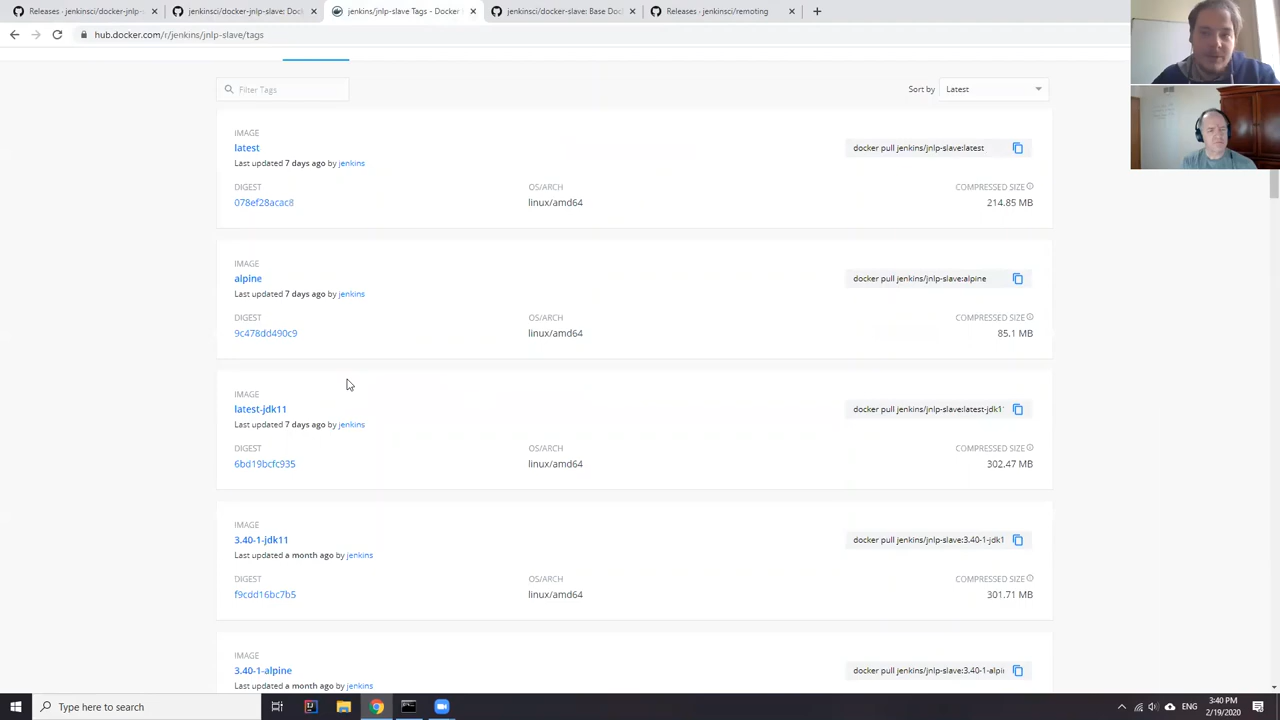 Releases · jenkinsci/docker-jnlp-
jenkinsci/docker-jnlp-slave: Doc
jenkins/jnlp-slave Tags - Docker
jenkinsci/docker-slave: Base Doc
Releases · jenkinsci/remoting
hub.docker.com/r/jenkins/jnlp-slave/tags
Filter Tags
Sort by
Latest
IMAGE
latest
docker pull jenkins/jnlp-slave:latest
Last updated 7 days ago by jenkins
DIGEST
OS/ARCH
COMPRESSED SIZE
078ef28acac8
linux/amd64
214.85 MB
IMAGE
alpine
docker pull jenkins/jnlp-slave:alpine
Last updated 7 days ago by jenkins
DIGEST
OS/ARCH
COMPRESSED SIZE
9c478dd490c9
linux/amd64
85.1 MB
IMAGE
latest-jdk11
docker pull jenkins/jnlp-slave:latest-jdk1
Last updated 7 days ago by jenkins
DIGEST
OS/ARCH
COMPRESSED SIZE
6bd19bcfc935
linux/amd64
302.47 MB
IMAGE
3.40-1-jdk11
docker pull jenkins/jnlp-slave:3.40-1-jdk1
Last updated a month ago by jenkins
DIGEST
OS/ARCH
COMPRESSED SIZE
f9cdd16bc7b5
linux/amd64
301.71 MB
IMAGE
3.40-1-alpine
docker pull jenkins/jnlp-slave:3.40-1-alpi
Last updated a month ago by jenkins
Type here to search
ENG
3:40 PM
2/19/2020